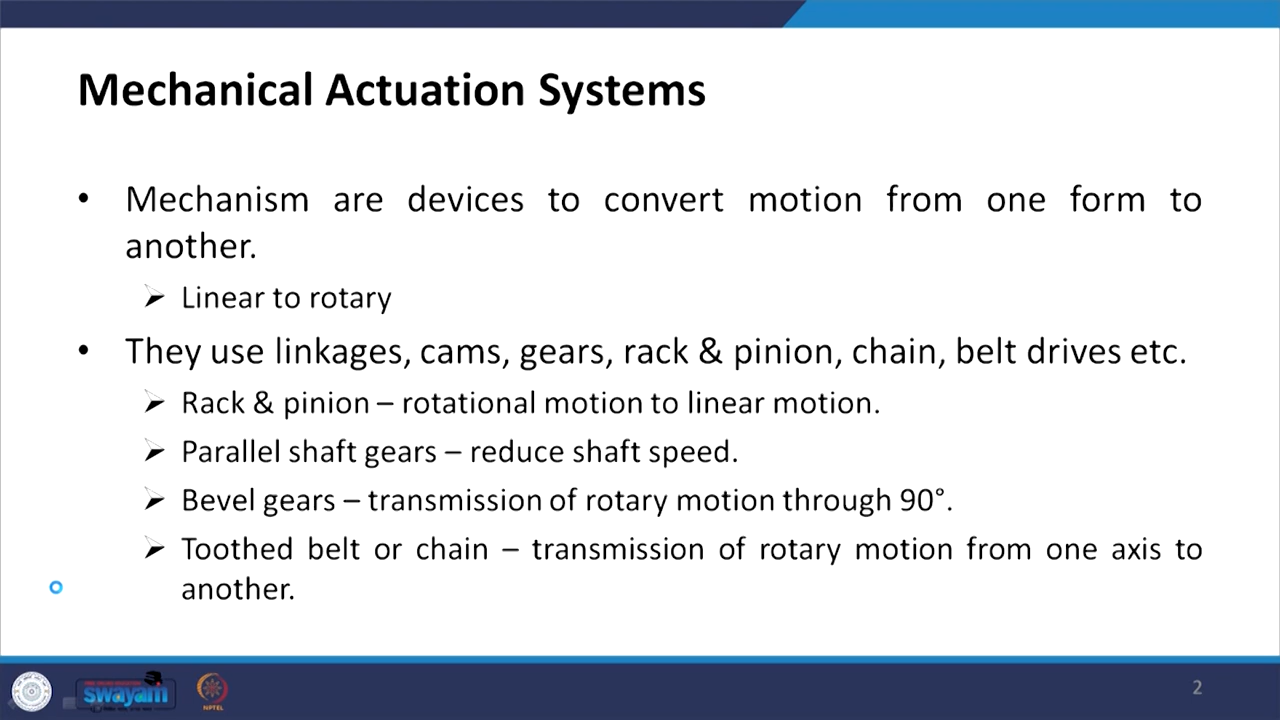 Mechanical Actuation Systems
• Mechanism are devices to convert motion from one form to
another.
➢ Linear to rotary
• They use linkages, cams, gears, rack & pinion, chain, belt drives etc.
➢ Rack & pinion – rotational motion to linear motion.
➢ Parallel shaft gears – reduce shaft speed.
➢ Bevel gears – transmission of rotary motion through 90°.
➢ Toothed belt or chain – transmission of rotary motion from one axis to
another.
swayam
NPTEL
2